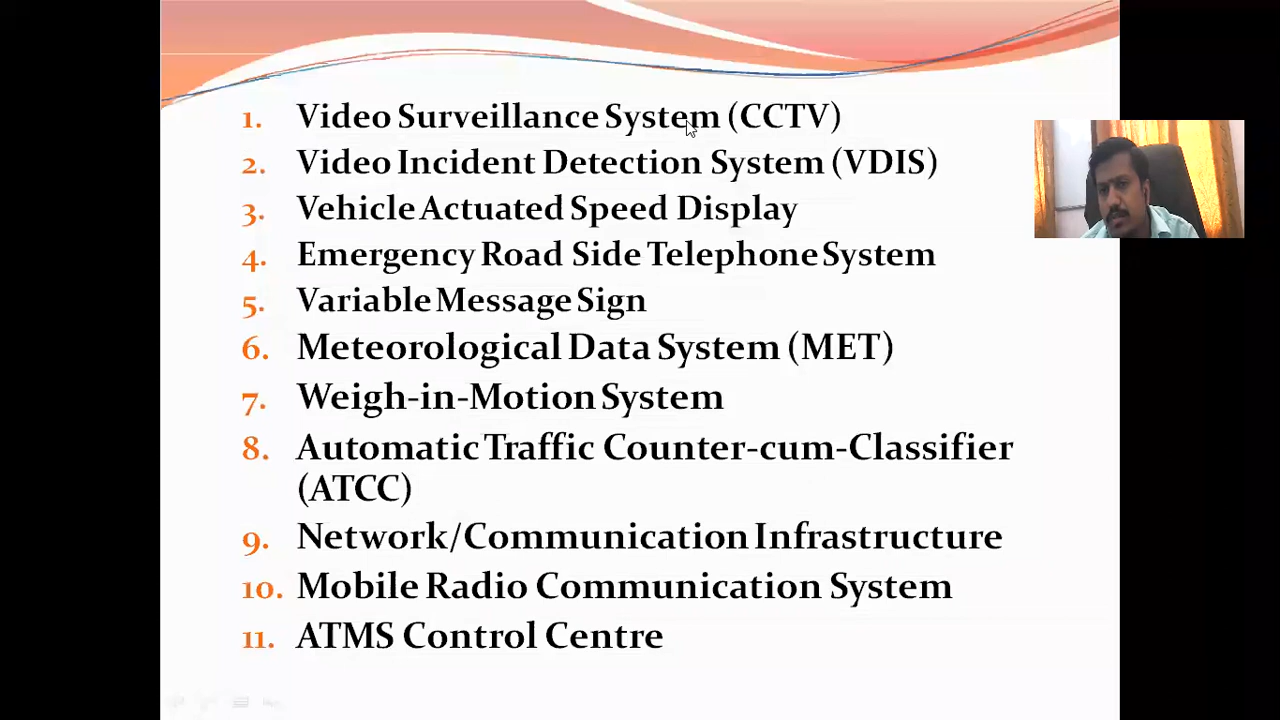 1. Video Surveillance System (CCTV)
2. Video Incident Detection System (VDIS)
3. Vehicle Actuated Speed Display
4. Emergency Road Side Telephone System
5. Variable Message Sign
6. Meteorological Data System (MET)
7. Weigh-in-Motion System
8. Automatic Traffic Counter-cum-Classifier
(ATCC)
9. Network/Communication Infrastructure
10. Mobile Radio Communication System
11. ATMS Control Centre